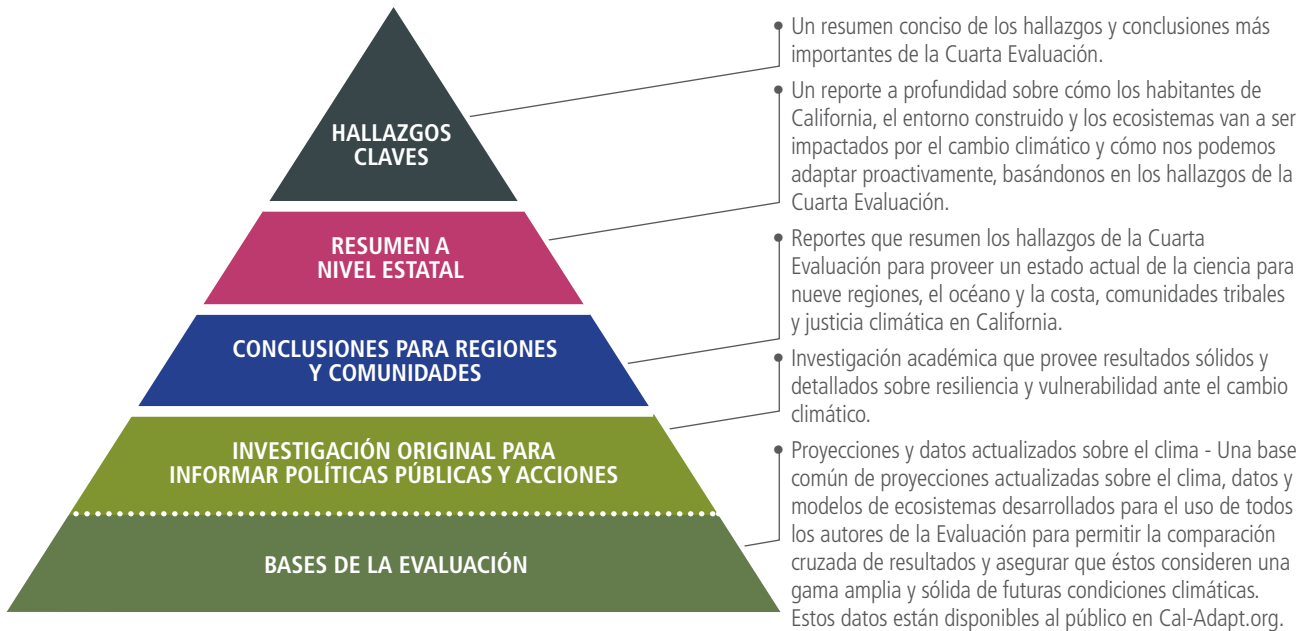 HALLAZGOS
CLAVES
RESUMEN A
NIVEL ESTATAL
CONCLUSIONES PARA REGIONES
Y COMUNIDADES
INVESTIGACIÓN ORIGINAL PARA
INFORMAR POLÍTICAS PÚBLICAS Y ACCIONES
BASES DE LA EVALUACIÓN
Un resumen conciso de los hallazgos y conclusiones más
importantes de la Cuarta Evaluación.
Un reporte a profundidad sobre cómo los habitantes de
California, el entorno construido y los ecosistemas van a ser
impactados por el cambio climático y cómo nos podemos
adaptar proactivamente, basándonos en los hallazgos de la
Cuarta Evaluación.
Reportes que resumen los hallazgos de la Cuarta
Evaluación para proveer un estado actual de la ciencia para
nueve regiones, el océano y la costa, comunidades tribales
y justicia climática en California.
Investigación académica que provee resultados sólidos y
detallados sobre resiliencia y vulnerabilidad ante el cambio
climático.
Proyecciones y datos actualizados sobre el clima - Una base
común de proyecciones actualizadas sobre el clima, datos y
modelos de ecosistemas desarrollados para el uso de todos
los autores de la Evaluación para permitir la comparación
cruzada de resultados y asegurar que éstos consideren una
gama amplia y sólida de futuras condiciones climáticas.
Estos datos están disponibles al público en Cal-Adapt.org.